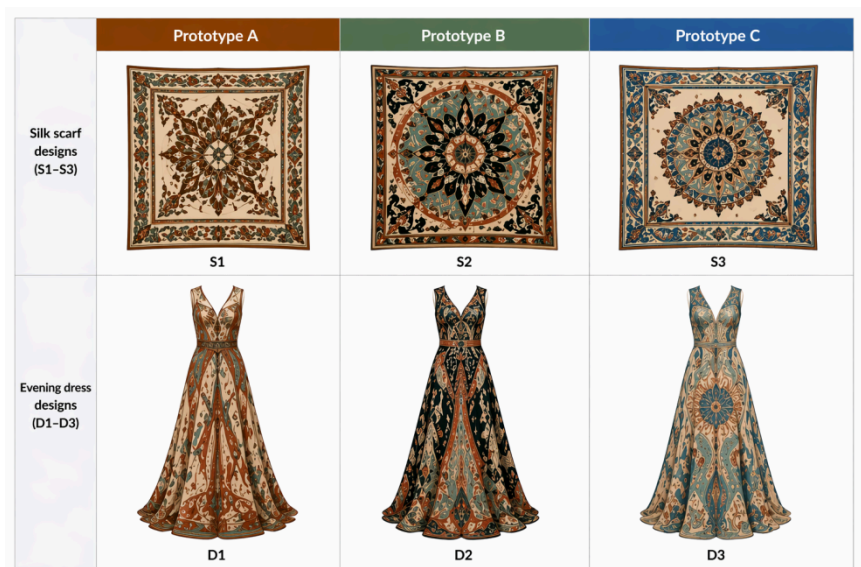 Prototype A
Prototype B
Prototype C
Silk scarf
designs
(S1–S3)
S1
S2
S3
Evening dress
designs
(D1–D3)
D1
D2
D3